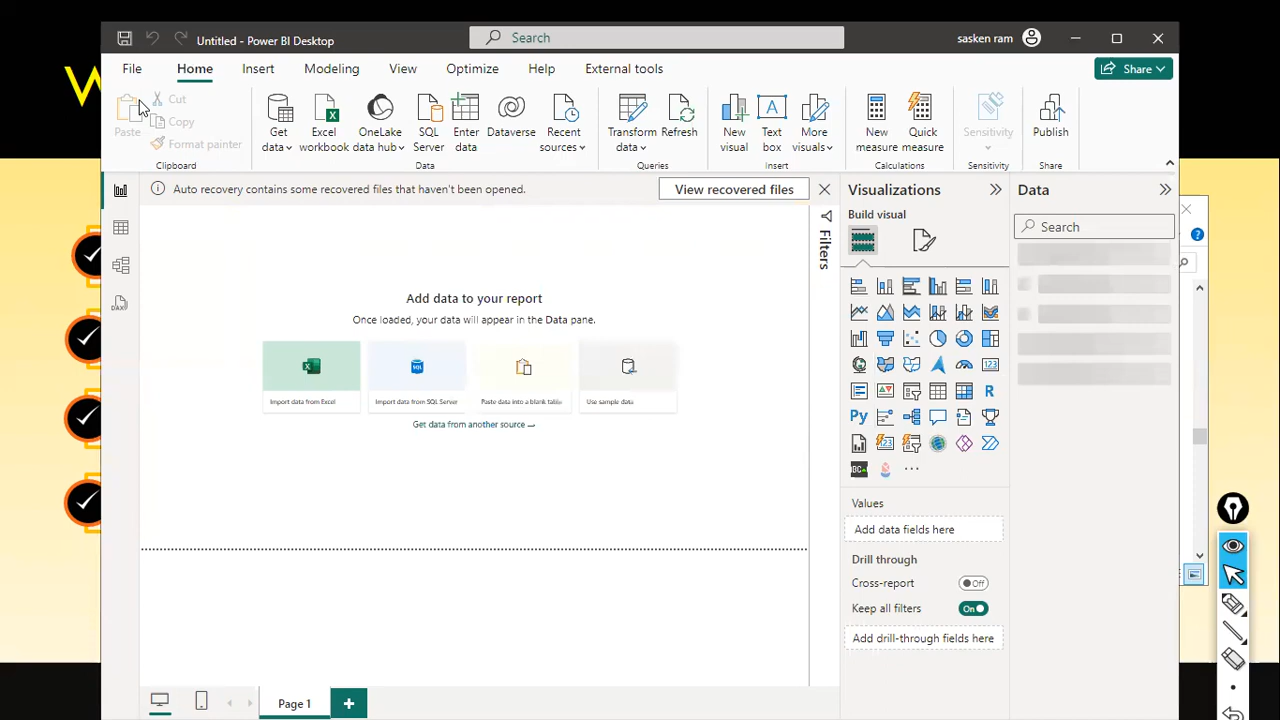 W
Untitled - Power BI Desktop
Search
sasken ram
File
Home
Insert
Modeling
View
Optimize
Help
External tools
Share
Paste
Cut
Copy
Format painter
Clipboard
Get data
Excel workbook
OneLake data hub
SQL Server
Enter data
Dataverse
Recent sources
Data
Transform data
Refresh
Queries
New visual
Text box
More visuals
Insert
New measure
Quick measure
Calculations
Sensitivity
Sensitivity
Publish
Share
Auto recovery contains some recovered files that haven't been opened.
View recovered files
Visualizations
Data
Build visual
Search
Filters
Add data to your report
Once loaded, your data will appear in the Data pane.
Import data from Excel
Import data from SQL Server
Paste data into a blank table
Use sample data
Get data from another source
DAX
123
R
Py
123
ABC
Values
Add data fields here
Drill through
Cross-report
Off
Keep all filters
On
Add drill-through fields here
Page 1